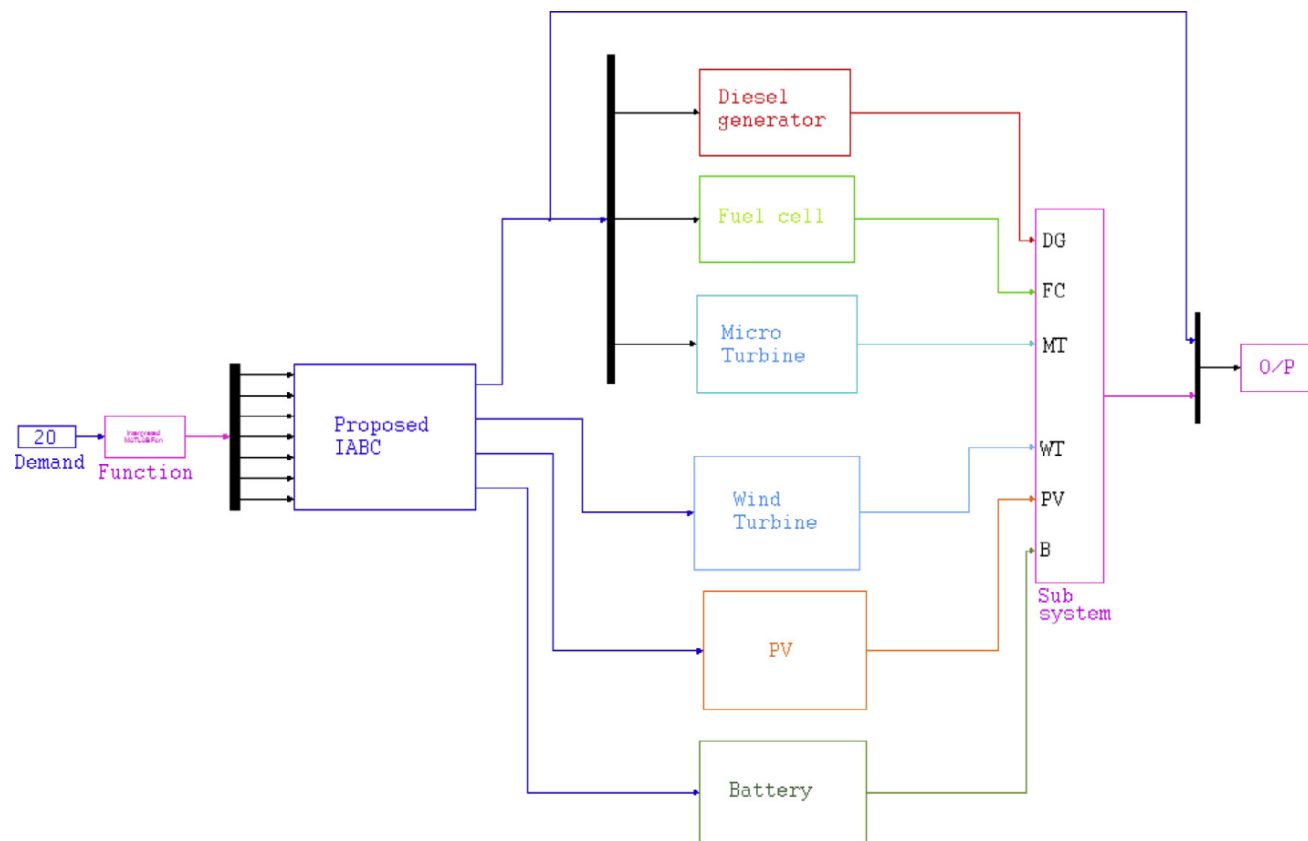 Diesel
generator
Fuel cell
Micro
Turbine
DG
FC
MT
WT
PV
B
Sub
system
O/P
20
Demand
Function
Proposed
IABC
Wind
Turbine
PV
Battery